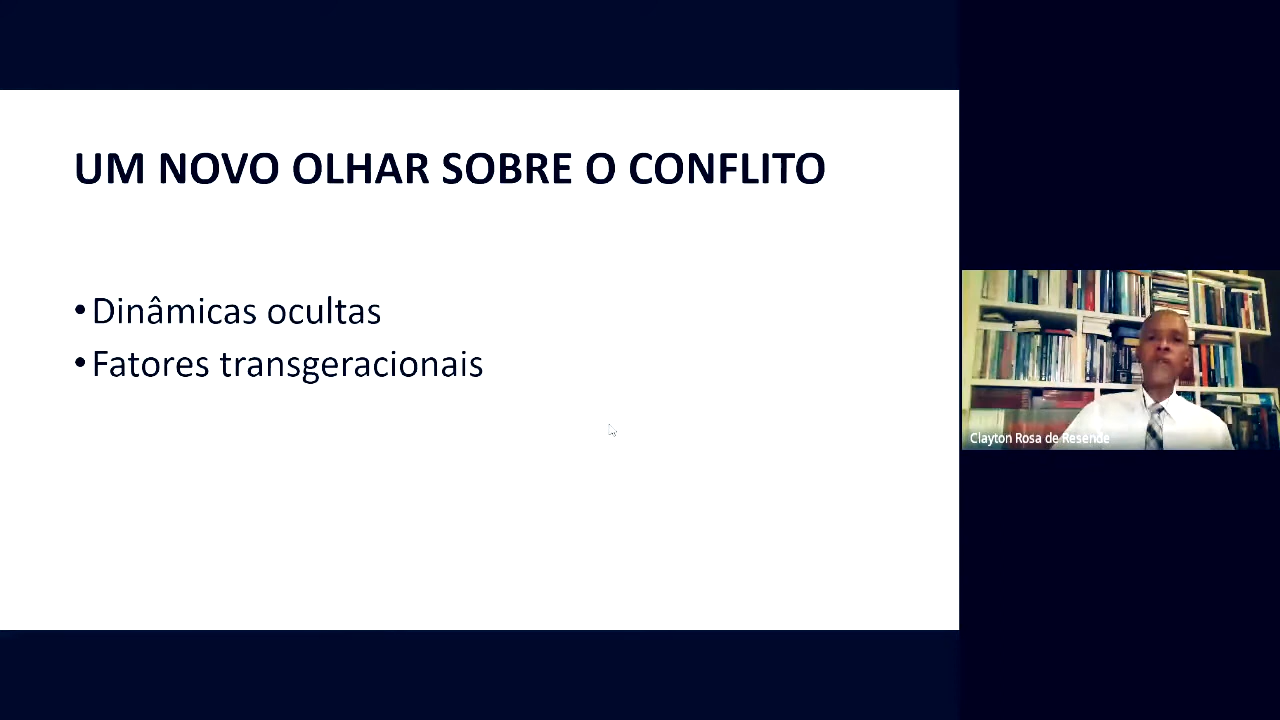 UM NOVO OLHAR SOBRE O CONFLITO
•Dinâmicas ocultas
•Fatores transgeracionais
Clayton Rosa de Resende